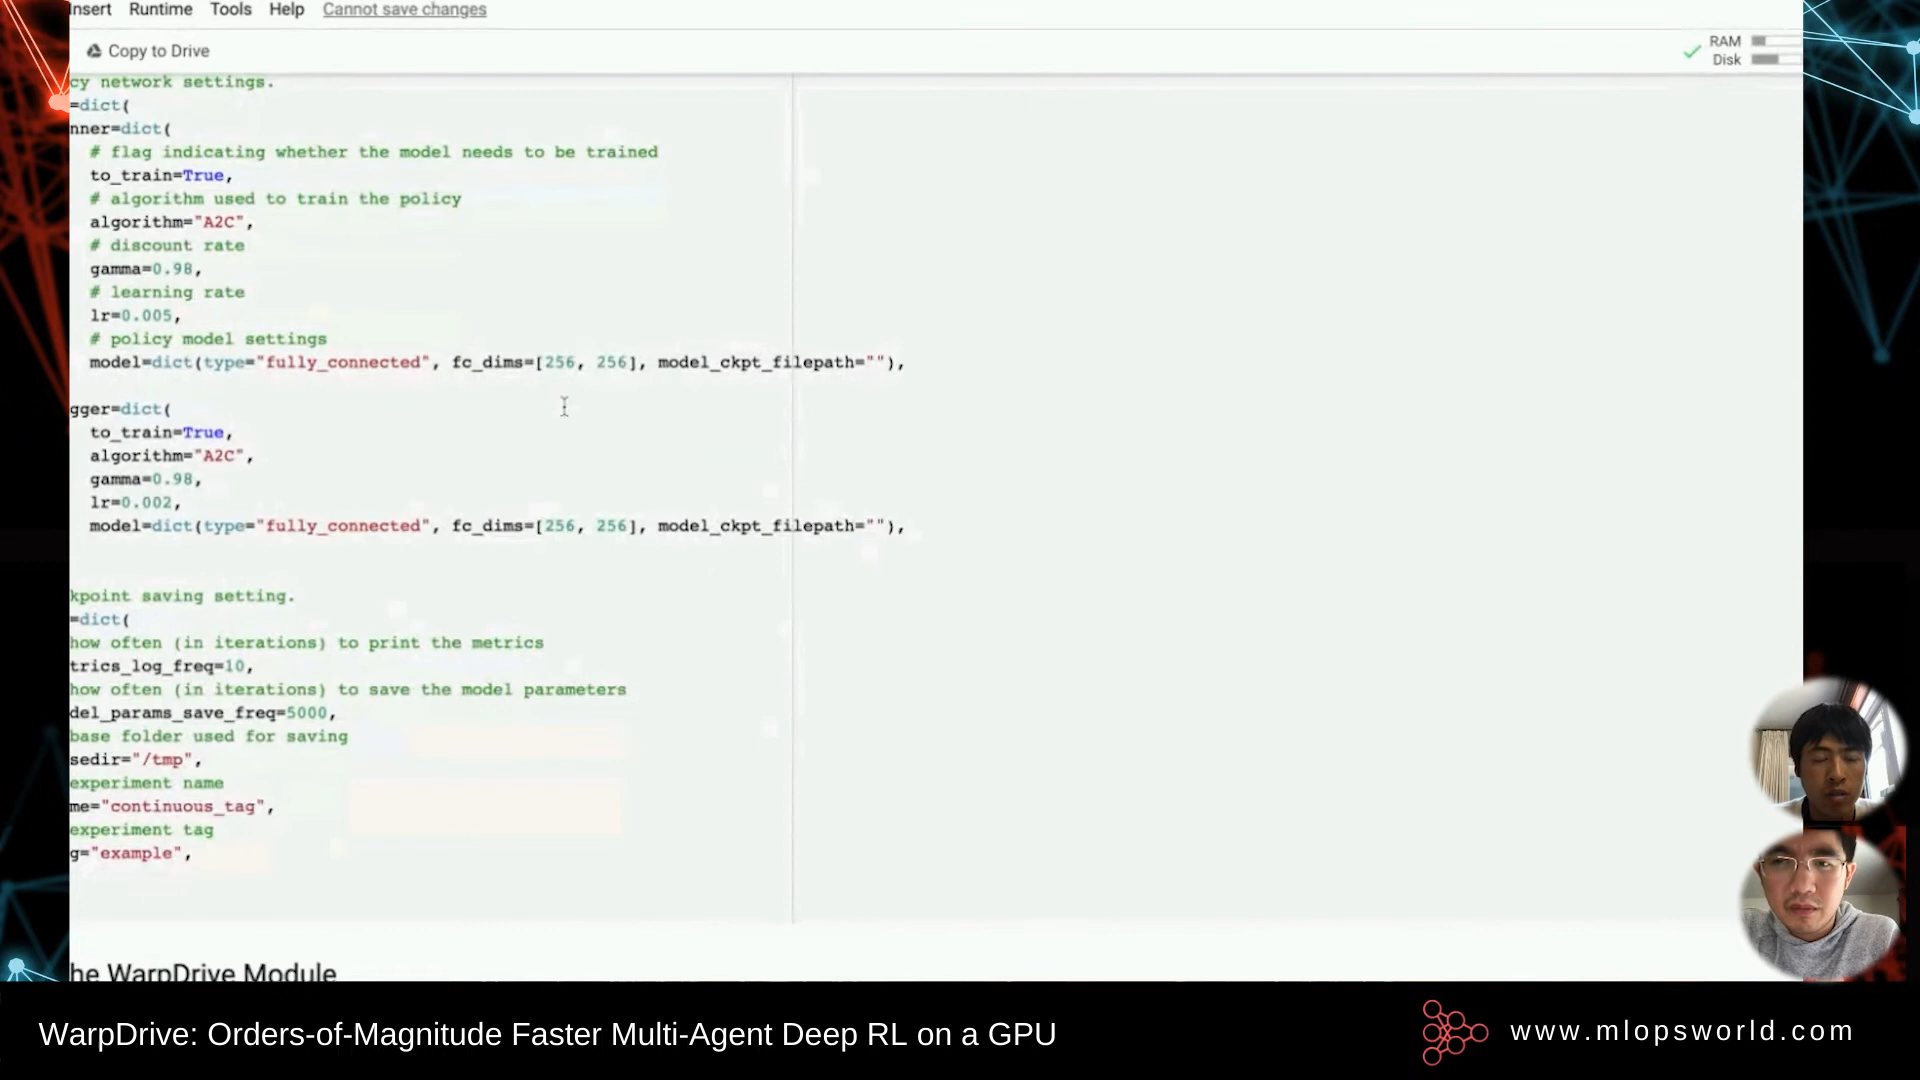 nsert Runtime Tools Help Cannot save changes
Copy to Drive
RAM
Disk
cy network settings.
=dict(
nner=dict(
# flag indicating whether the model needs to be trained
to_train=True,
# algorithm used to train the policy
algorithm="A2C",
# discount rate
gamma=0.98,
# learning rate
lr=0.005,
# policy model settings
model=dict(type="fully_connected", fc_dims=[256, 256], model_ckpt_filepath=""),
gger=dict(
to_train=True,
algorithm="A2C",
gamma=0.98,
lr=0.002,
model=dict(type="fully_connected", fc_dims=[256, 256], model_ckpt_filepath=""),
kpoint saving setting.
=dict(
how often (in iterations) to print the metrics
trics_log_freq=10,
how often (in iterations) to save the model parameters
del_params_save_freq=5000,
base folder used for saving
sedir="/tmp",
experiment name
me="continuous_tag",
experiment tag
g="example",
he WarpDrive Module
WarpDrive: Orders-of-Magnitude Faster Multi-Agent Deep RL on a GPU
www.mlopsworld.com